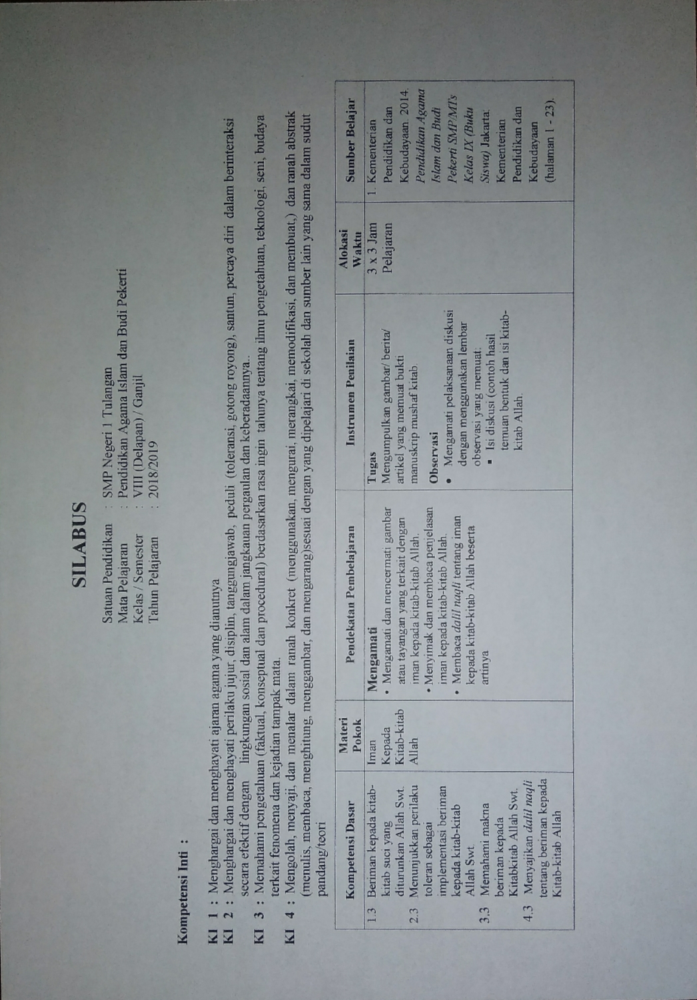 SILABUS
Satuan Pendidikan : SMP Negeri 1 Tulangan
Mata Pelajaran : Pendidikan Agama Islam dan Budi Pekerti
Kelas / Semester : VIII (Delapan) / Ganjil
Tahun Pelajaran : 2018/2019
Kompetensi Inti :
KI 1 : Menghargai dan menghayati ajaran agama yang dianutnya
KI 2 : Menghargai dan menghayati perilaku jujur, disiplin, tanggungjawab, peduli (toleransi, gotong royong), santun, percaya diri dalam berinteraksi
secara efektif dengan lingkungan sosial dan alam dalam jangkauan pergaulan dan keberadaannya..
KI 3 : Memahami pengetahuan (faktual, konseptual dan procedural) berdasarkan rasa ingin tahunya tentang ilmu pengetahuan, teknologi, seni, budaya
terkait fenomena dan kejadian tampak mata.
KI 4 : Mengolah, menyaji, dan menalar dalam ranah konkret (menggunakan, mengurai, merangkai, memodifikasi, dan membuat,) dan ranah abstrak
(menulis, membaca, menghitung, menggambar, dan mengarang)sesuai dengan yang dipelajari di sekolah dan sumber lain yang sama dalam sudut
pandang/teori
Kompetensi Dasar
1.3 Beriman kepada kitab-
kitab suci yang
diturunkan Allah Swt.
2.3 Menunjukkan perilaku
toleran sebagai
implementasi beriman
kepada kitab-kitab
Allah Swt.
3.3 Memahami makna
beriman kepada
Kitabkitab Allah Swt.
4.3 Menyajikan dalil naqli
tentang beriman kepada
Kitab-kitab Allah
Materi
Pokok
Iman
Kepada
Kitab-kitab
Allah
Pendekatan Pembelajaran
Mengamati
• Mengamati dan mencermati gambar
atau tayangan yang terkait dengan
iman kepada kitab-kitab Allah.
• Menyimak dan membaca penjelasan
iman kepada kitab-kitab Allah.
• Membaca dalil naqli tentang iman
kepada kitab-kitab Allah beserta
artinya
Instrumen Penilaian
Tugas
Mengumpulkan gambar/ berita/
artikel yang memuat bukti
manuskrip mushaf kitab.
Observasi
• Mengamati pelaksanaan diskusi
dengan menggunakan lembar
observasi yang memuat:
▪ Isi diskusi (contoh hasil
temuan bentuk dan isi kitab-
kitab Allah.
Alokasi
Waktu
3 x 3 Jam
Pelajaran
Sumber Belajar
1. Kementerian
Pendidikan dan
Kebudayaan. 2014.
Pendidikan Agama
Islam dan Budi
Pekerti SMP/MTs
Kelas IX (Buku
Siswa) Jakarta:
Kementerian
Pendidikan dan
Kebudayaan
(halaman 1 - 23).